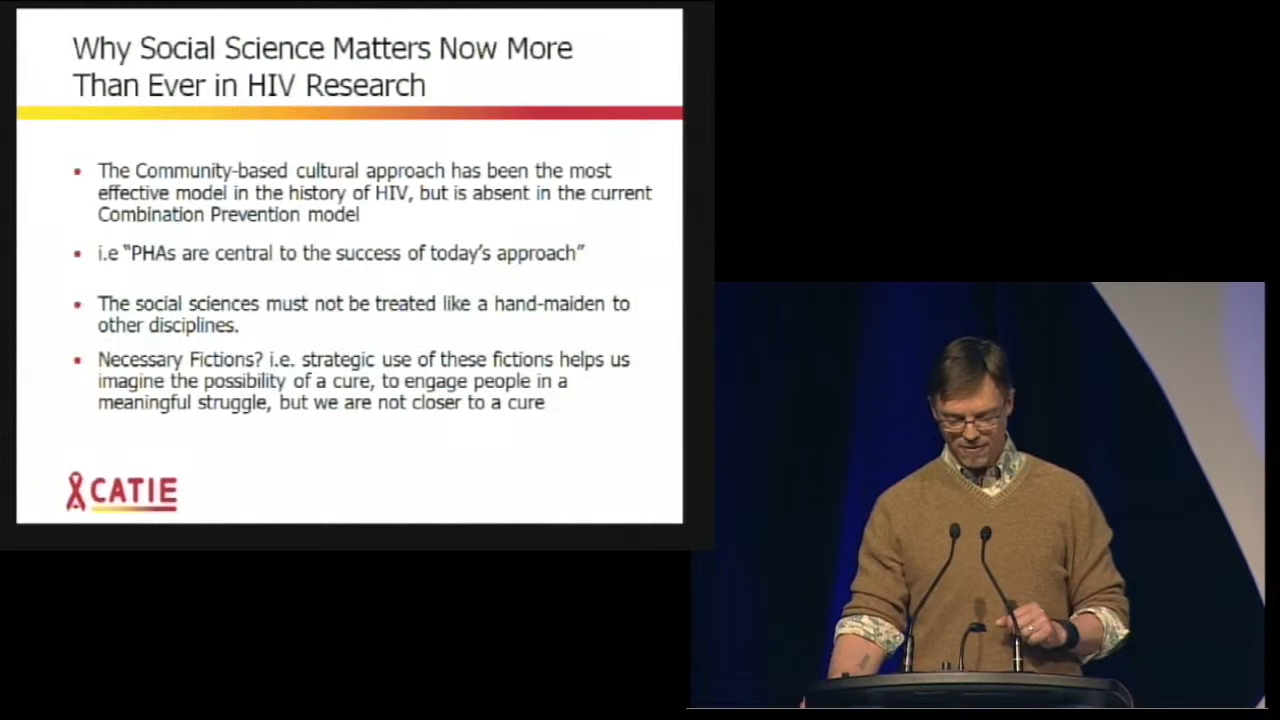 Why Social Science Matters Now More
Than Ever in HIV Research
• The Community-based cultural approach has been the most
effective model in the history of HIV, but is absent in the current
Combination Prevention model
• i.e "PHAs are central to the success of today's approach"
• The social sciences must not be treated like a hand-maiden to
other disciplines.
• Necessary Fictions? i.e. strategic use of these fictions helps us
imagine the possibility of a cure, to engage people in a
meaningful struggle, but we are not closer to a cure
CATIE